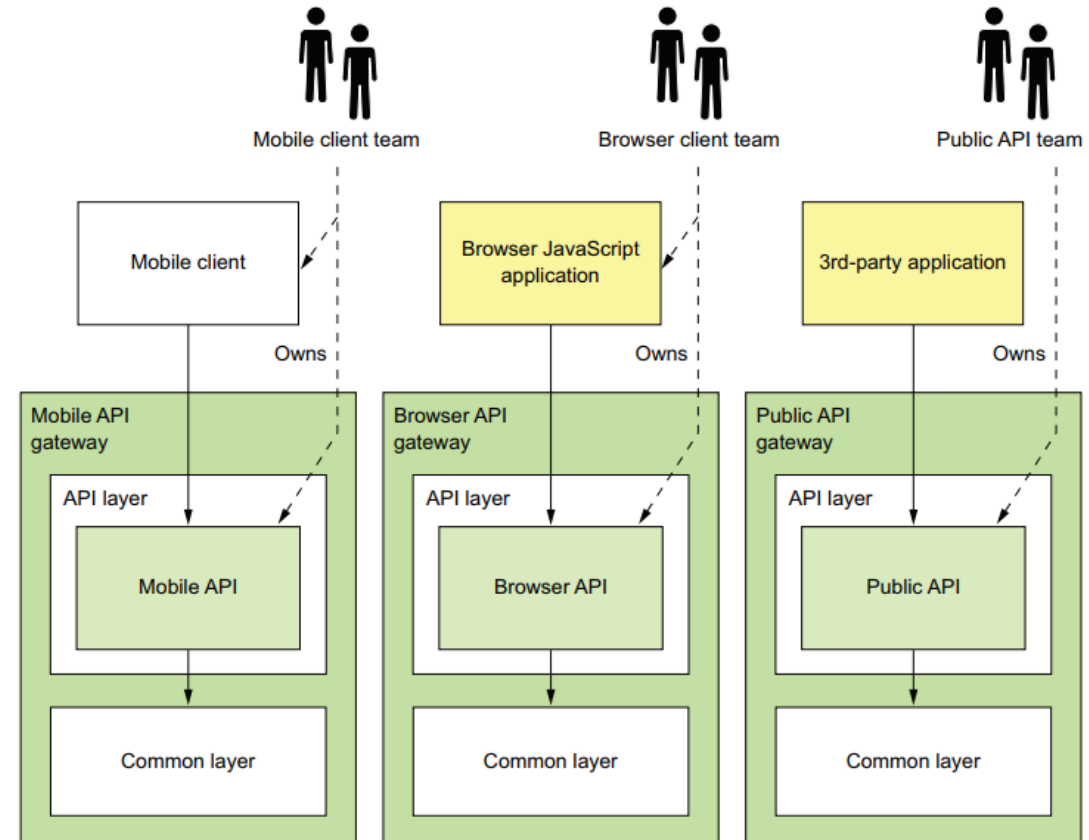 Mobile client team
Browser client team
Public API team
Mobile client
Browser JavaScript
application
3rd-party application
Owns
Owns
Owns
Mobile API
gateway
Browser API
gateway
Public API
gateway
API layer
API layer
API layer
Mobile API
Browser API
Public API
Common layer
Common layer
Common layer